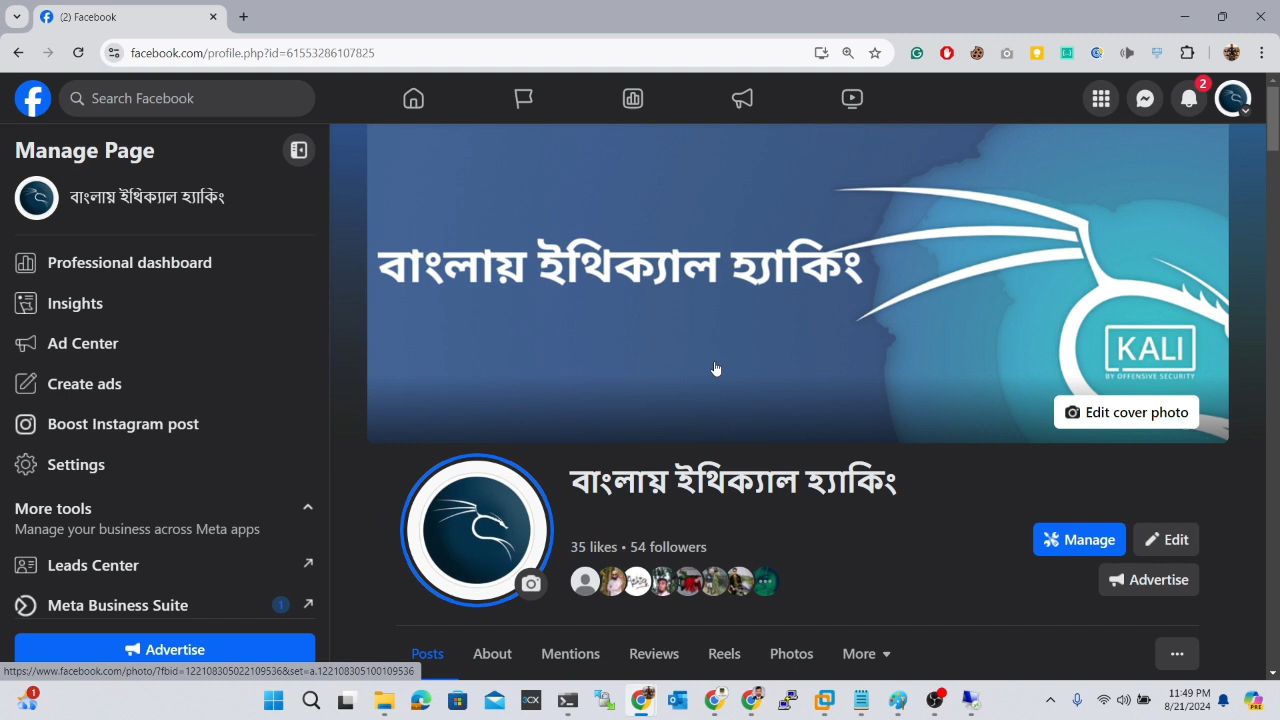 (2) Facebook
facebook.com/profile.php?id=61553286107825
Search Facebook
2
Manage Page
বাংলায় ইথিক্যাল হ্যাকিং
Professional dashboard
Insights
Ad Center
Create ads
Boost Instagram post
Settings
More tools
Manage your business across Meta apps
Leads Center
Meta Business Suite 1
Advertise
https://www.facebook.com/photo/?fbid=122108305022109536&set=a.122108305100109536
বাংলায় ইথিক্যাল হ্যাকিং
KALI
BY OFFENSIVE SECURITY
Edit cover photo
বাংলায় ইথিক্যাল হ্যাকিং
35 likes • 54 followers
Manage Edit
Advertise
Posts About Mentions Reviews Reels Photos More
1
11:49 PM
8/21/2024